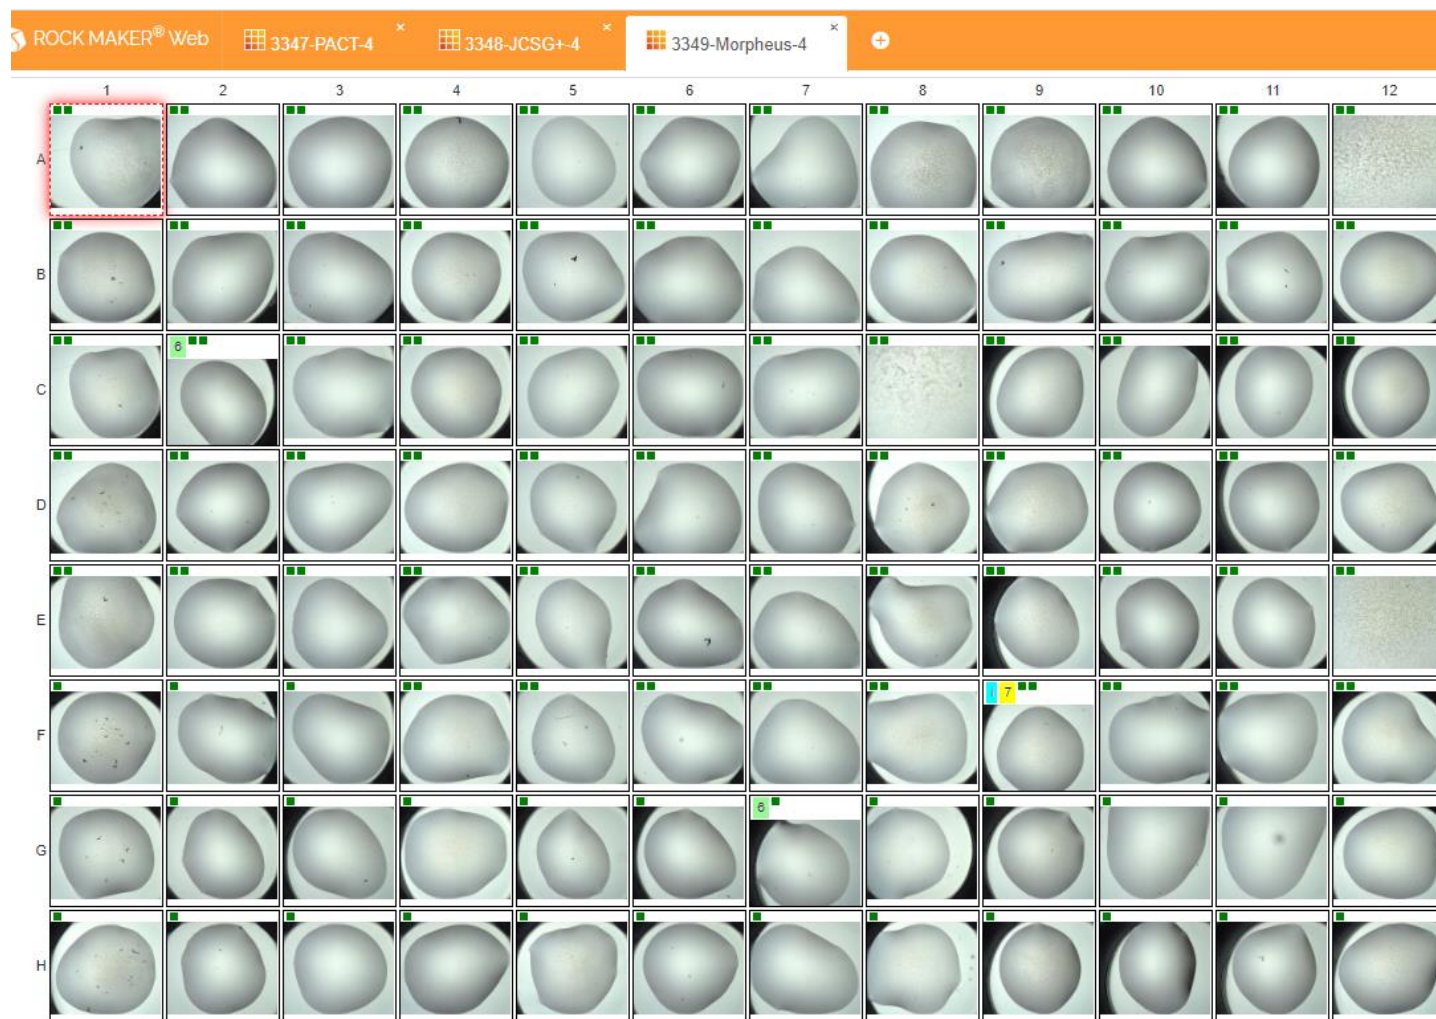 ROCK MAKER® Web 3347-PACT-4 × 3348-JCSG+-4 × 3349-Morpheus-4 ×
1 2 3 4 5 6 7 8 9 10 11 12
A
B
C
6
D
E
F
i 7
G
6
H